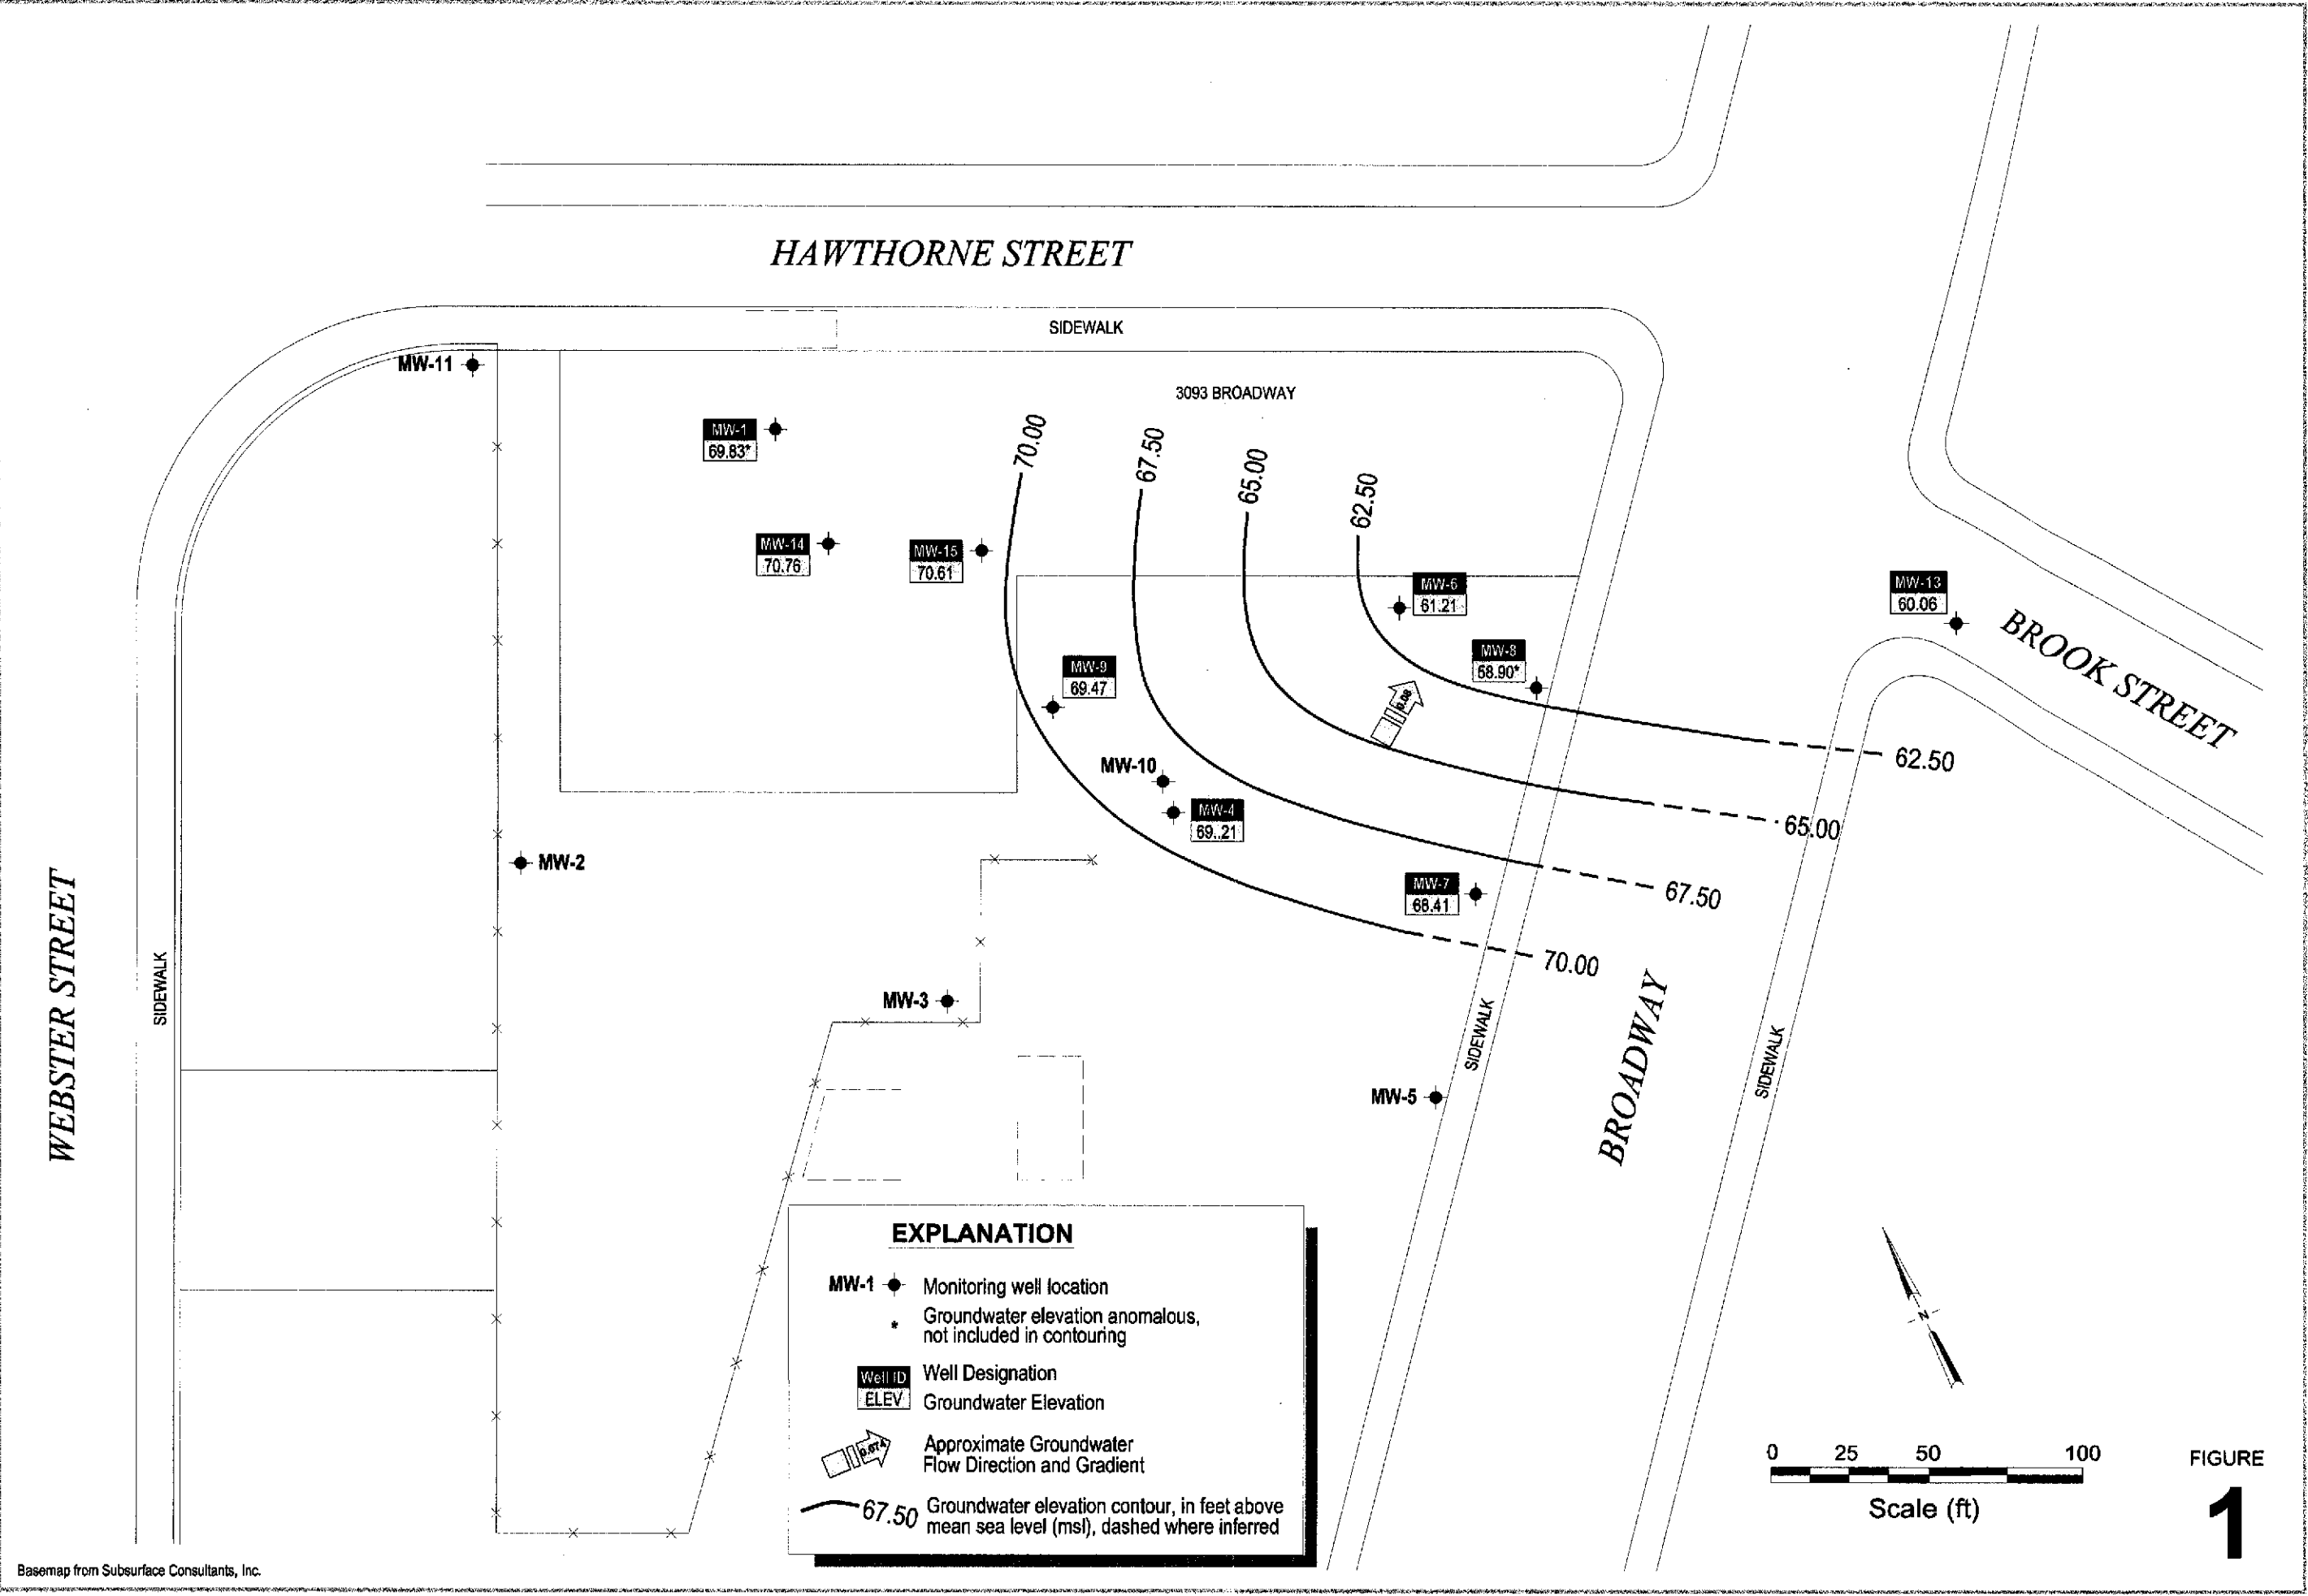 HAWTHORNE STREET
SIDEWALK
MW-11
3093 BROADWAY
MW-1
69.83*
70.00
67.50
65.00
62.50
MW-14
70.76
MW-15
70.61
MW-6
61.21
MW-13
60.06
BROOK STREET
MW-8
68.90*
MW-9
69.47
0.08
MW-10
62.50
MW-4
69..21
65.00
MW-2
MW-7
68.41
67.50
WEBSTER STREET
SIDEWALK
70.00
MW-3
SIDEWALK
BROADWAY
SIDEWALK
MW-5
EXPLANATION
MW-1 Monitoring well location
* Groundwater elevation anomalous,
not included in contouring
Well ID Well Designation
ELEV Groundwater Elevation
0.074 Approximate Groundwater
Flow Direction and Gradient
67.50 Groundwater elevation contour, in feet above
mean sea level (msl), dashed where inferred
N
0 25 50 100
Scale (ft)
FIGURE
1
Basemap from Subsurface Consultants, Inc.